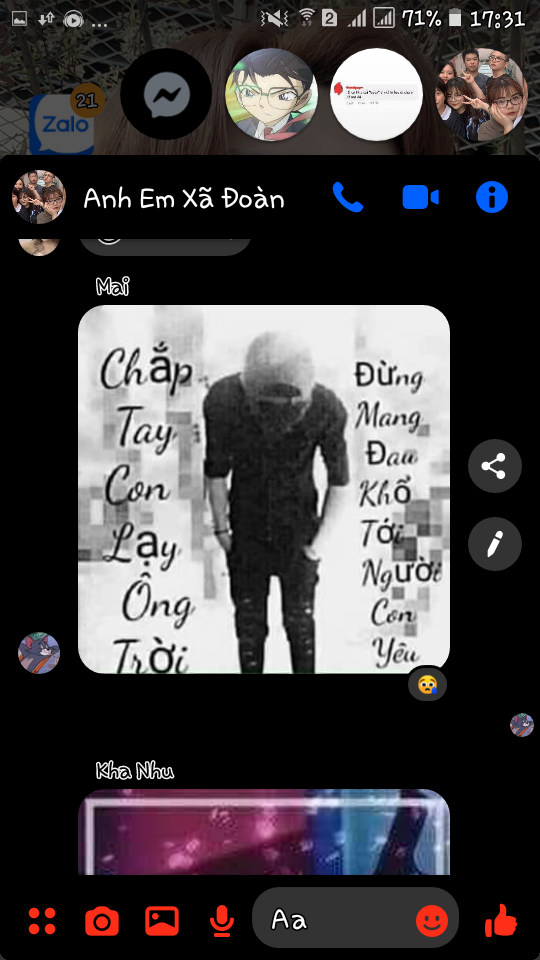 71% 17:31
2
21
Zalo
Anh Em Xã Đoàn
Mai
Chắp
Tay
Con
Lạy
Ông
Trời
Đừng
Mang
Đau
Khổ
Tới
Người
Con
Yêu
Kha Nhu
Aa